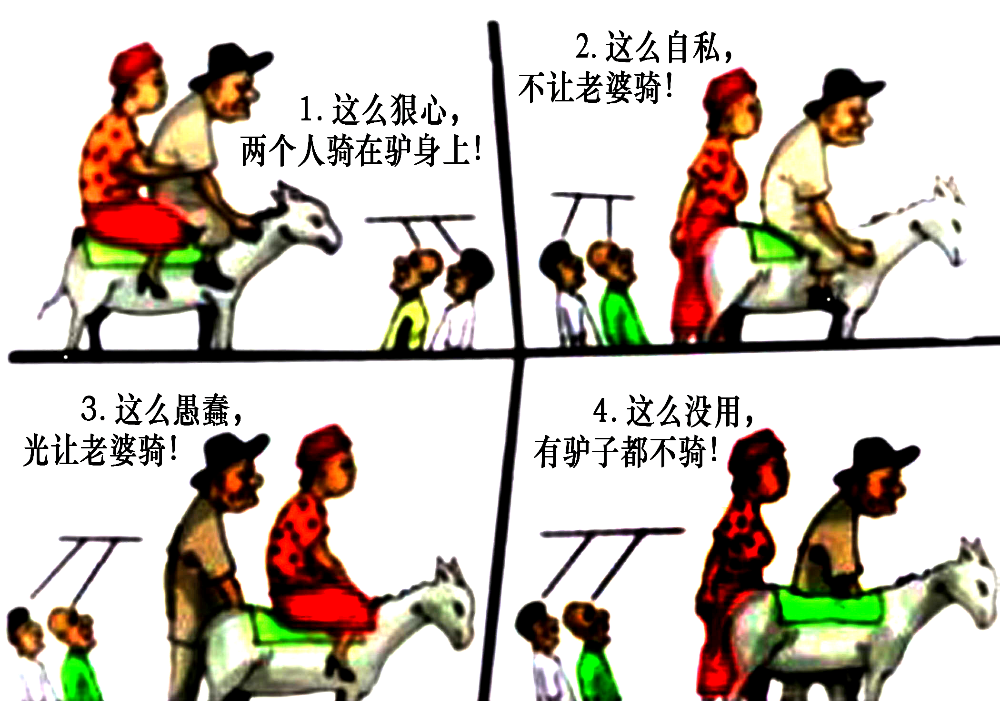 1.这么狠心，
两个人骑在驴身上！
2.这么自私，
不让老婆骑！
3.这么愚蠢，
光让老婆骑！
4.这么没用，
有驴子都不骑！